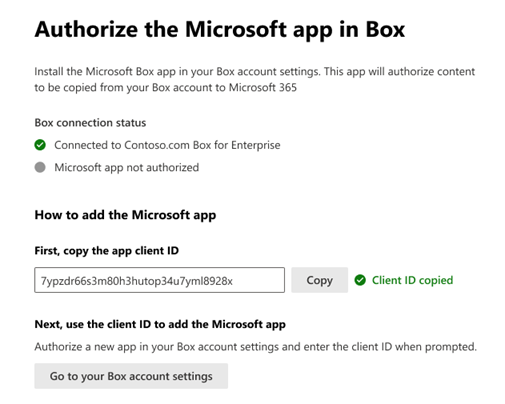 Authorize the Microsoft app in Box
Install the Microsoft Box app in your Box account settings. This app will authorize content
to be copied from your Box account to Microsoft 365
Box connection status
Connected to Contoso.com Box for Enterprise
Microsoft app not authorized
How to add the Microsoft app
First, copy the app client ID
7ypzdr66s3m80h3hutop34u7yml8928x
Copy
Client ID copied
Next, use the client ID to add the Microsoft app
Authorize a new app in your Box account settings and enter the client ID when prompted.
Go to your Box account settings